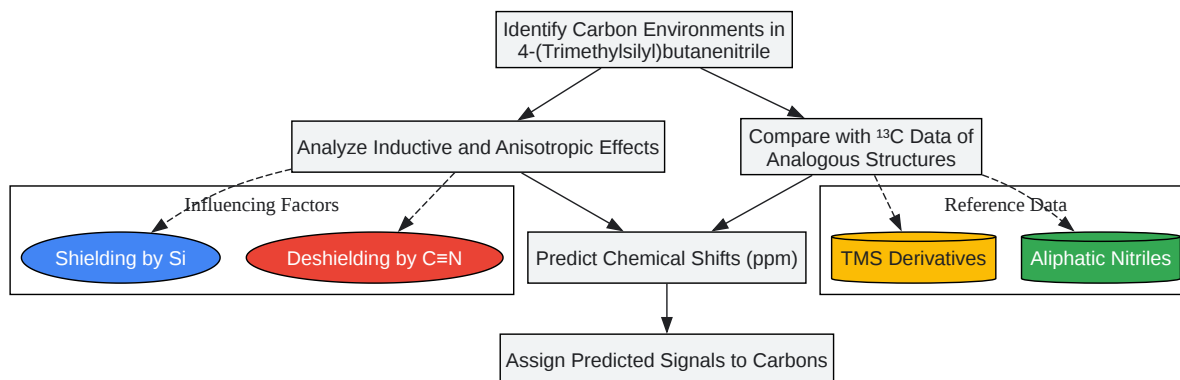 Identify Carbon Environments in
4-(Trimethylsilyl)butanenitrile
Analyze Inductive and Anisotropic Effects
Compare with ¹³C Data of
Analogous Structures
Influencing Factors
Reference Data
Shielding by Si
Deshielding by C≡N
Predict Chemical Shifts (ppm)
TMS Derivatives
Aliphatic Nitriles
Assign Predicted Signals to Carbons